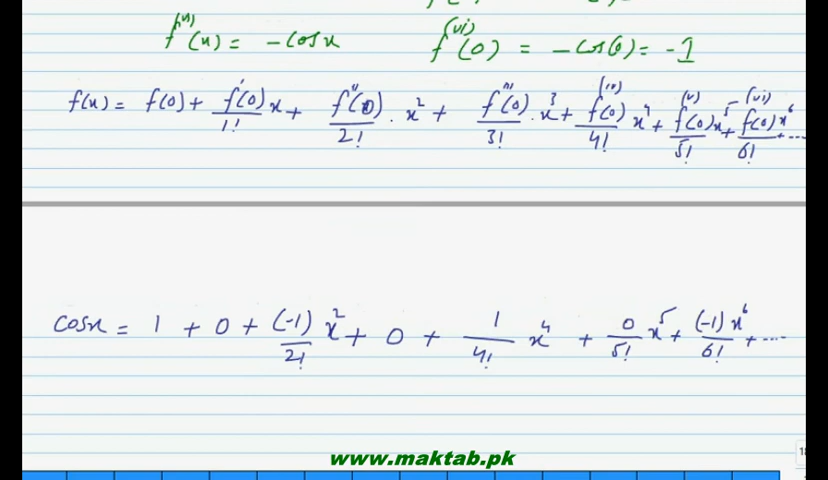 f⁽ᵛⁱ⁾(x) = -cosx f⁽ᵛⁱ⁾(0) = -cos(0) = -1
f(x) = f(0) + f'(0)/1! x + f''(0)/2! . x² + f'''(0)/3! . x³ + f⁽ⁱᵛ⁾(0)/4! x⁴ + f⁽ᵛ⁾(0)/5! x⁵ + f⁽ᵛⁱ⁾(0)/6! x⁶ + ....
cosx = 1 + 0 + (-1)/2! x² + 0 + 1/4! x⁴ + 0/5! x⁵ + (-1)/6! x⁶ + ....
www.maktab.pk